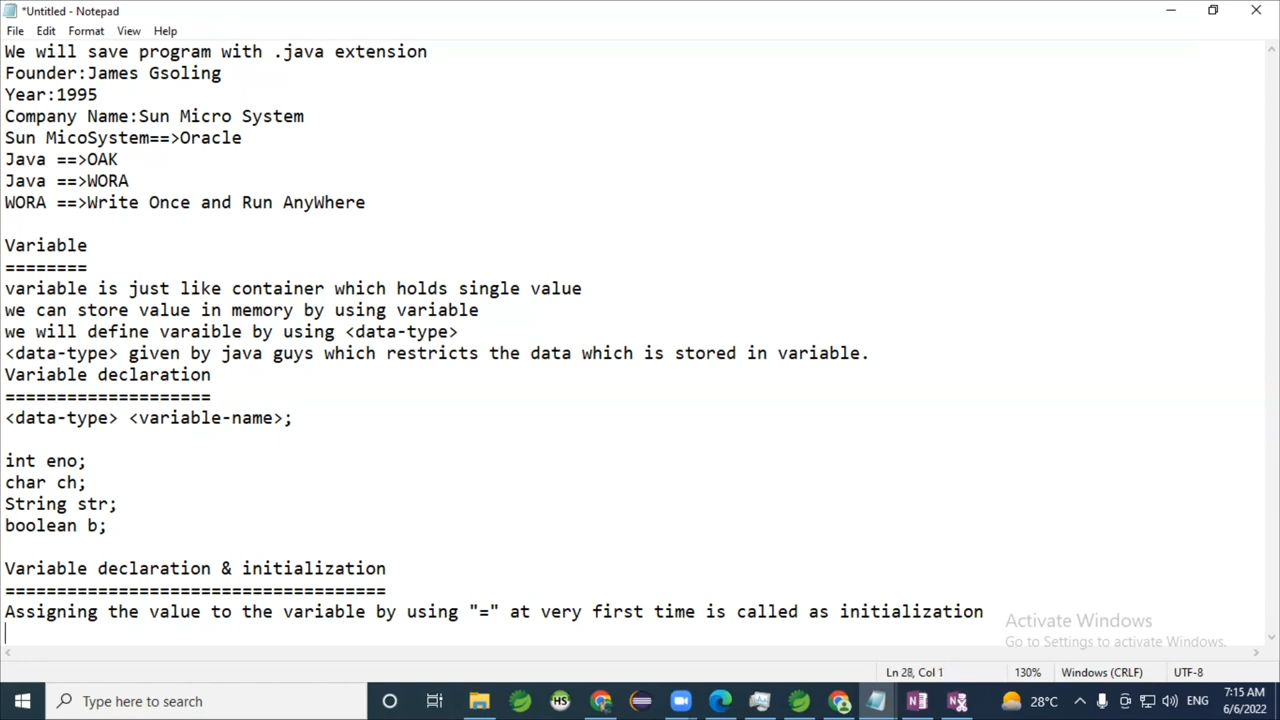 *Untitled - Notepad
File Edit Format View Help
We will save program with .java extension
Founder:James Gsoling
Year:1995
Company Name:Sun Micro System
Sun MicoSystem==>Oracle
Java ==>OAK
Java ==>WORA
WORA ==>Write Once and Run AnyWhere
Variable
========
variable is just like container which holds single value
we can store value in memory by using variable
we will define varaible by using <data-type>
<data-type> given by java guys which restricts the data which is stored in variable.
Variable declaration
====================
<data-type> <variable-name>;
int eno;
char ch;
String str;
boolean b;
Variable declaration & initialization
=====================================
Assigning the value to the variable by using "=" at very first time is called as initialization
Activate Windows
Go to Settings to activate Windows.
Ln 28, Col 1 130% Windows (CRLF) UTF-8
Type here to search
HS
28°C
ENG
7:15 AM
6/6/2022